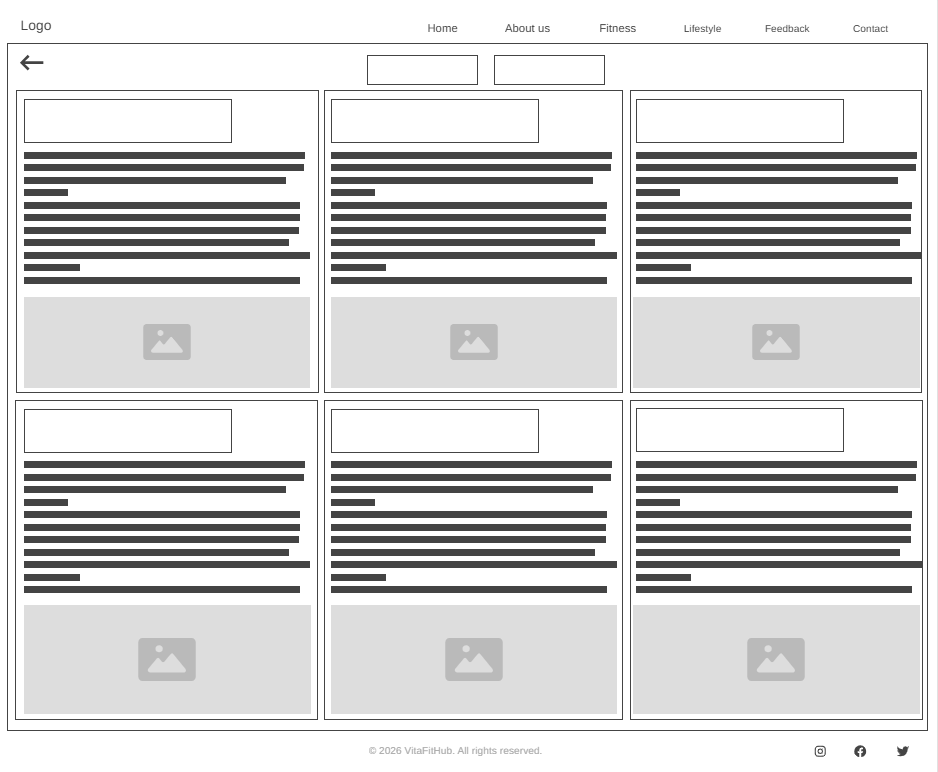 Logo
Home About us Fitness Lifestyle Feedback Contact
© 2026 VitaFitHub. All rights reserved.